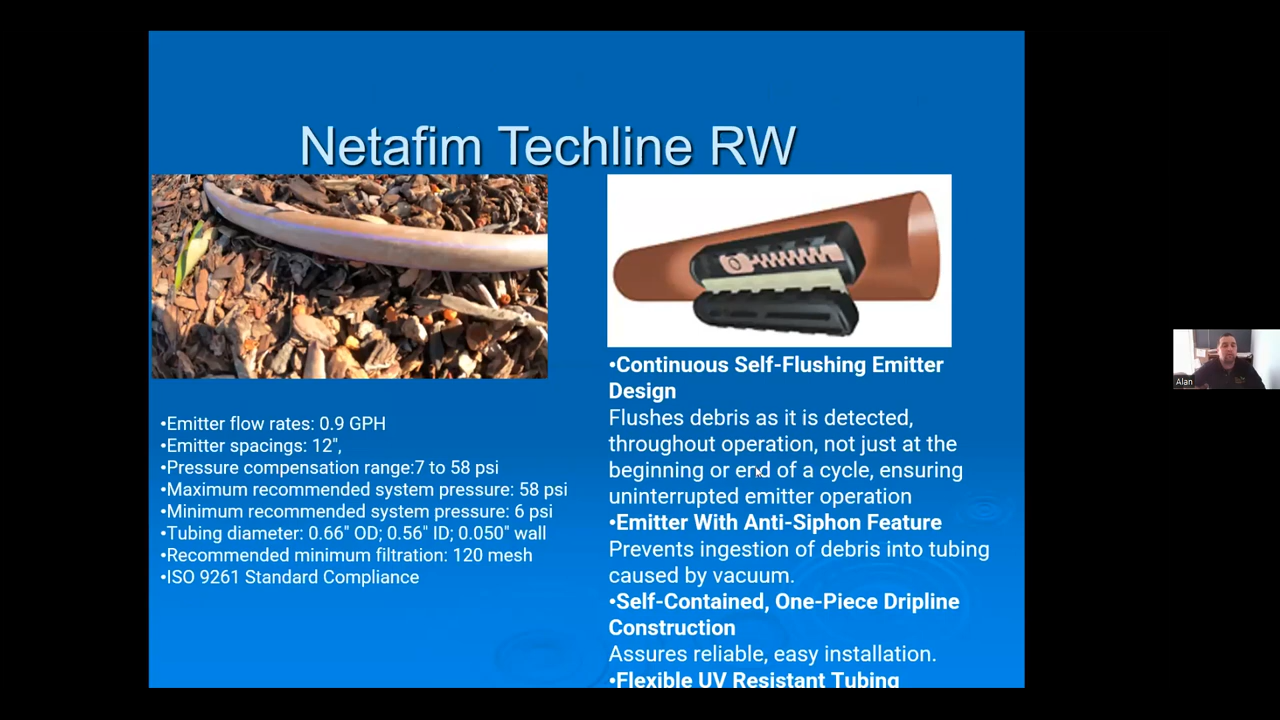 Netafim Techline RW
•Emitter flow rates: 0.9 GPH
•Emitter spacings: 12",
•Pressure compensation range:7 to 58 psi
•Maximum recommended system pressure: 58 psi
•Minimum recommended system pressure: 6 psi
•Tubing diameter: 0.66" OD; 0.56" ID; 0.050" wall
•Recommended minimum filtration: 120 mesh
•ISO 9261 Standard Compliance
•Continuous Self-Flushing Emitter
Design
Flushes debris as it is detected,
throughout operation, not just at the
beginning or end of a cycle, ensuring
uninterrupted emitter operation
•Emitter With Anti-Siphon Feature
Prevents ingestion of debris into tubing
caused by vacuum.
•Self-Contained, One-Piece Dripline
Construction
Assures reliable, easy installation.
•Flexible UV Resistant Tubing
Alan